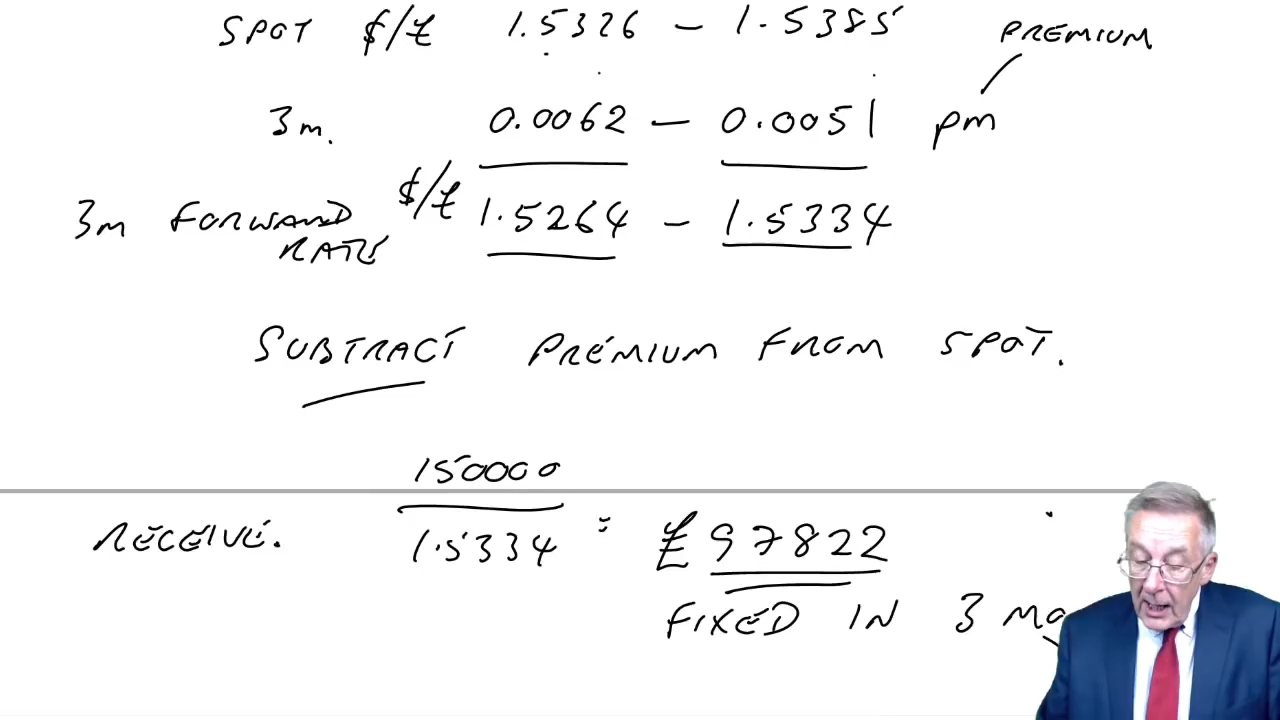 SPOT $/£ 1.5326 – 1.5385 PREMIUM
3m. 0.0062 – 0.0051 pm
3m FORWARD RATE $/£ 1.5264 – 1.5334
SUBTRACT PREMIUM FROM SPOT.
150000
RECEIVE. 1.5334 = £97822
FIXED IN 3 MO